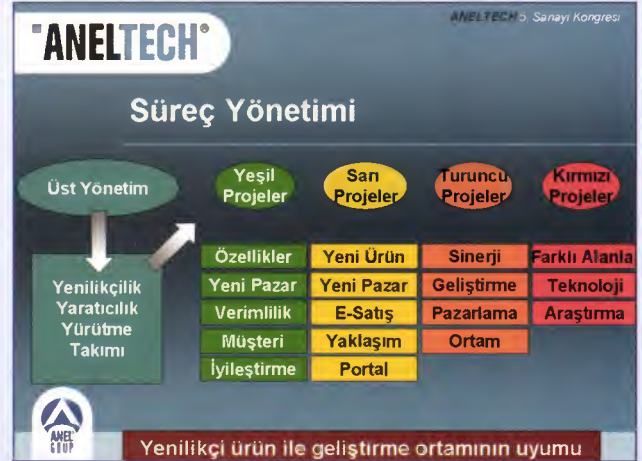 ANELTECH 5. Sanayi Kongresi
"ANELTECH®
Süreç Yönetimi
Üst Yönetim
Yenilikçilik
Yaratıcılık
Yürütme
Takımı
Yeşil
Projeler
Özellikler
Yeni Pazar
Verimlilik
Müşteri
İyileştirme
Sarı
Projeler
Yeni Ürün
Yeni Pazar
E-Satış
Yaklaşım
Portal
Turuncu
Projeler
Sinerji
Geliştirme
Pazarlama
Ortam
Kırmızı
Projeler
Farklı Alanla
Teknoloji
Araştırma
ANEL
GRUP
Yenilikçi ürün ile geliştirme ortamının uyumu